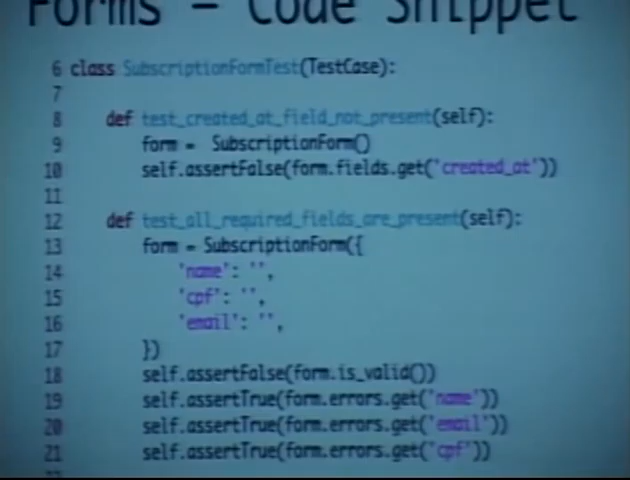 Forms - Code Snippet
6 class SubscriptionFormTest(TestCase):
7
8 def test_created_at_field_not_present(self):
9 form = SubscriptionForm()
10 self.assertFalse(form.fields.get('created_at'))
11
12 def test_all_required_fields_are_present(self):
13 form = SubscriptionForm({
14 'name': '',
15 'cpf': '',
16 'email': '',
17 })
18 self.assertFalse(form.is_valid())
19 self.assertTrue(form.errors.get('name'))
20 self.assertTrue(form.errors.get('email'))
21 self.assertTrue(form.errors.get('cpf'))